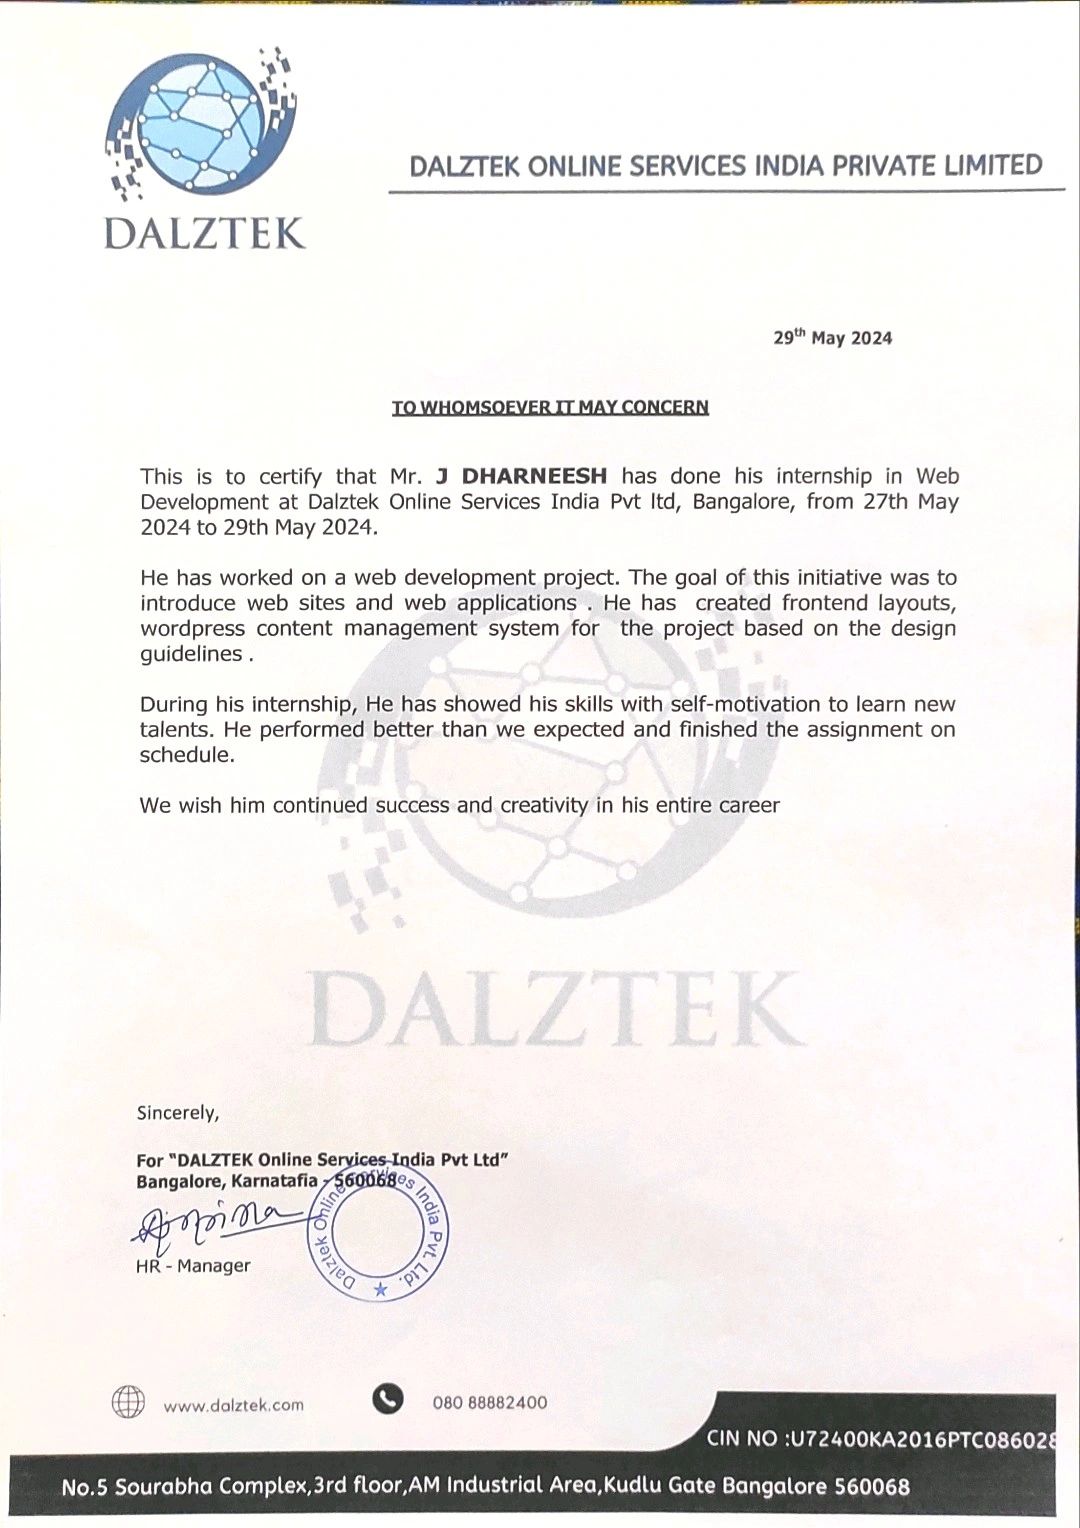 DALZTEK
DALZTEK ONLINE SERVICES INDIA PRIVATE LIMITED
29th May 2024
TO WHOMSOEVER IT MAY CONCERN
This is to certify that Mr. J DHARNEESH has done his internship in Web
Development at Dalztek Online Services India Pvt ltd, Bangalore, from 27th May
2024 to 29th May 2024.
He has worked on a web development project. The goal of this initiative was to
introduce web sites and web applications . He has created frontend layouts,
wordpress content management system for the project based on the design
guidelines .
During his internship, He has showed his skills with self-motivation to learn new
talents. He performed better than we expected and finished the assignment on
schedule.
We wish him continued success and creativity in his entire career
DALZTEK
Sincerely,
For "DALZTEK Online Services India Pvt Ltd"
Bangalore, Karnatafia - 560068
Dalztek Online Services India Pvt. Ltd.
HR - Manager
www.dalztek.com
080 88882400
CIN NO :U72400KA2016PTC086028
No.5 Sourabha Complex,3rd floor,AM Industrial Area,Kudlu Gate Bangalore 560068